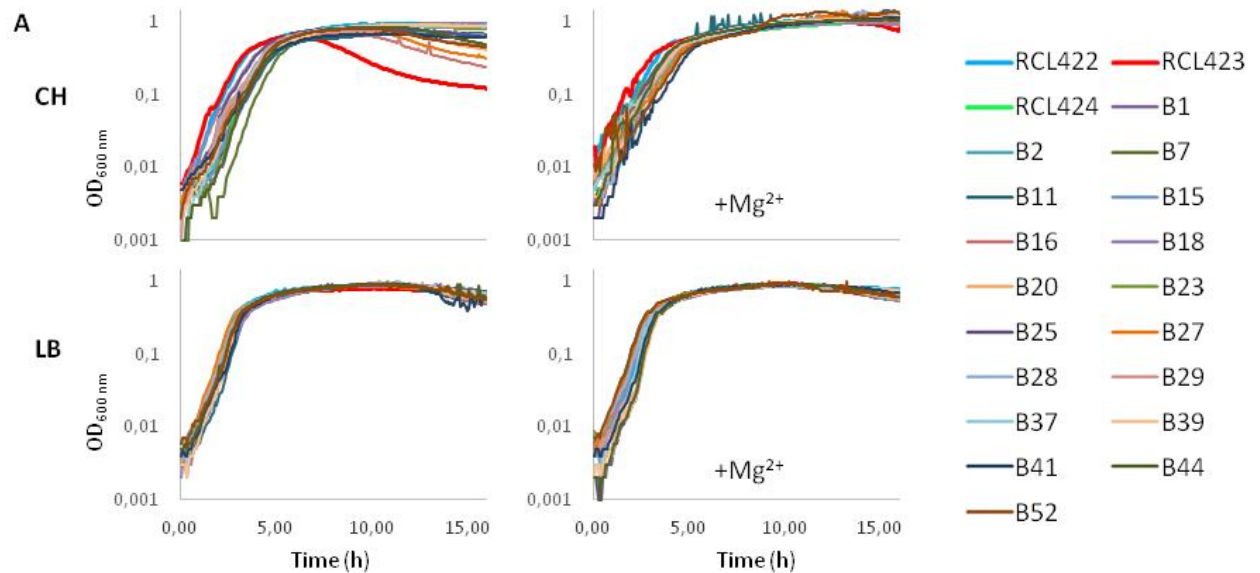 A
CH
OD600 nm
1
0,1
0,01
0,001
1
0,1
0,01
0,001
+Mg2+
LB
OD600 nm
1
0,1
0,01
0,001
0,00 5,00 10,00 15,00
Time (h)
1
0,1
0,01
0,001
+Mg2+
0,00 5,00 10,00 15,00
Time (h)
RCL422 RCL423
RCL424 B1
B2 B7
B11 B15
B16 B18
B20 B23
B25 B27
B28 B29
B37 B39
B41 B44
B52